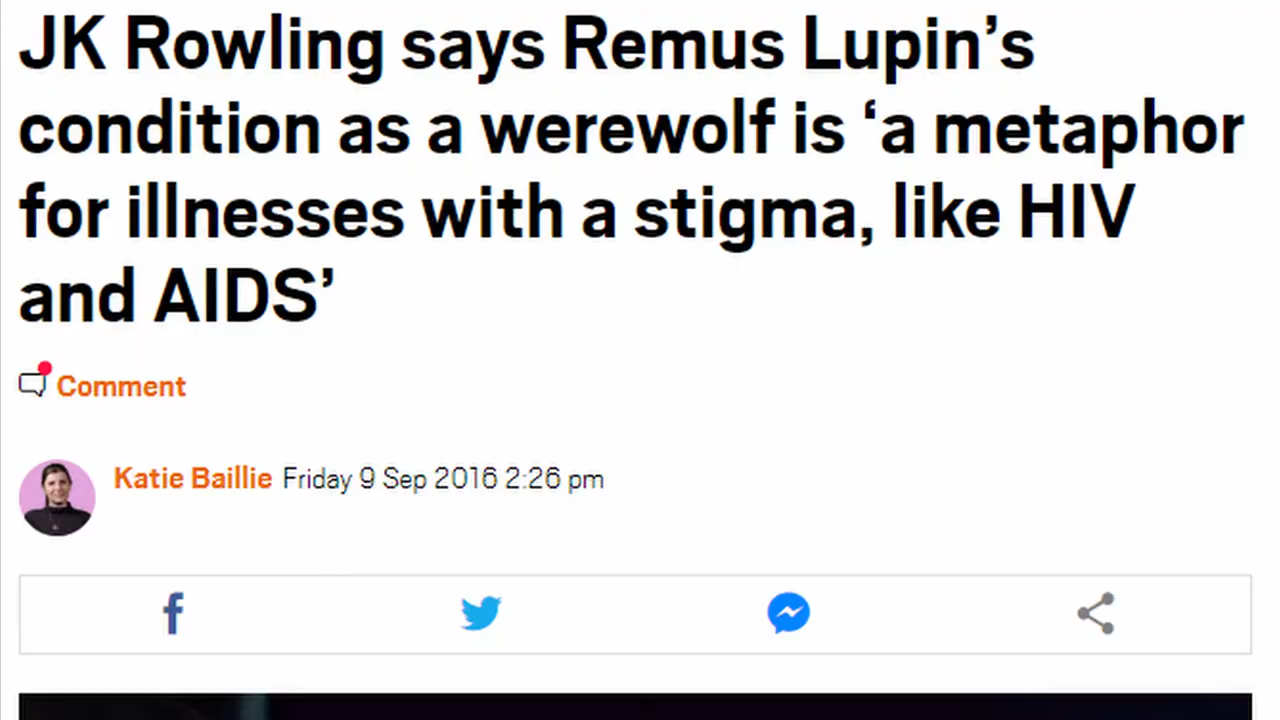 JK Rowling says Remus Lupin’s
condition as a werewolf is ‘a metaphor
for illnesses with a stigma, like HIV
and AIDS’
Comment
Katie Baillie Friday 9 Sep 2016 2:26 pm